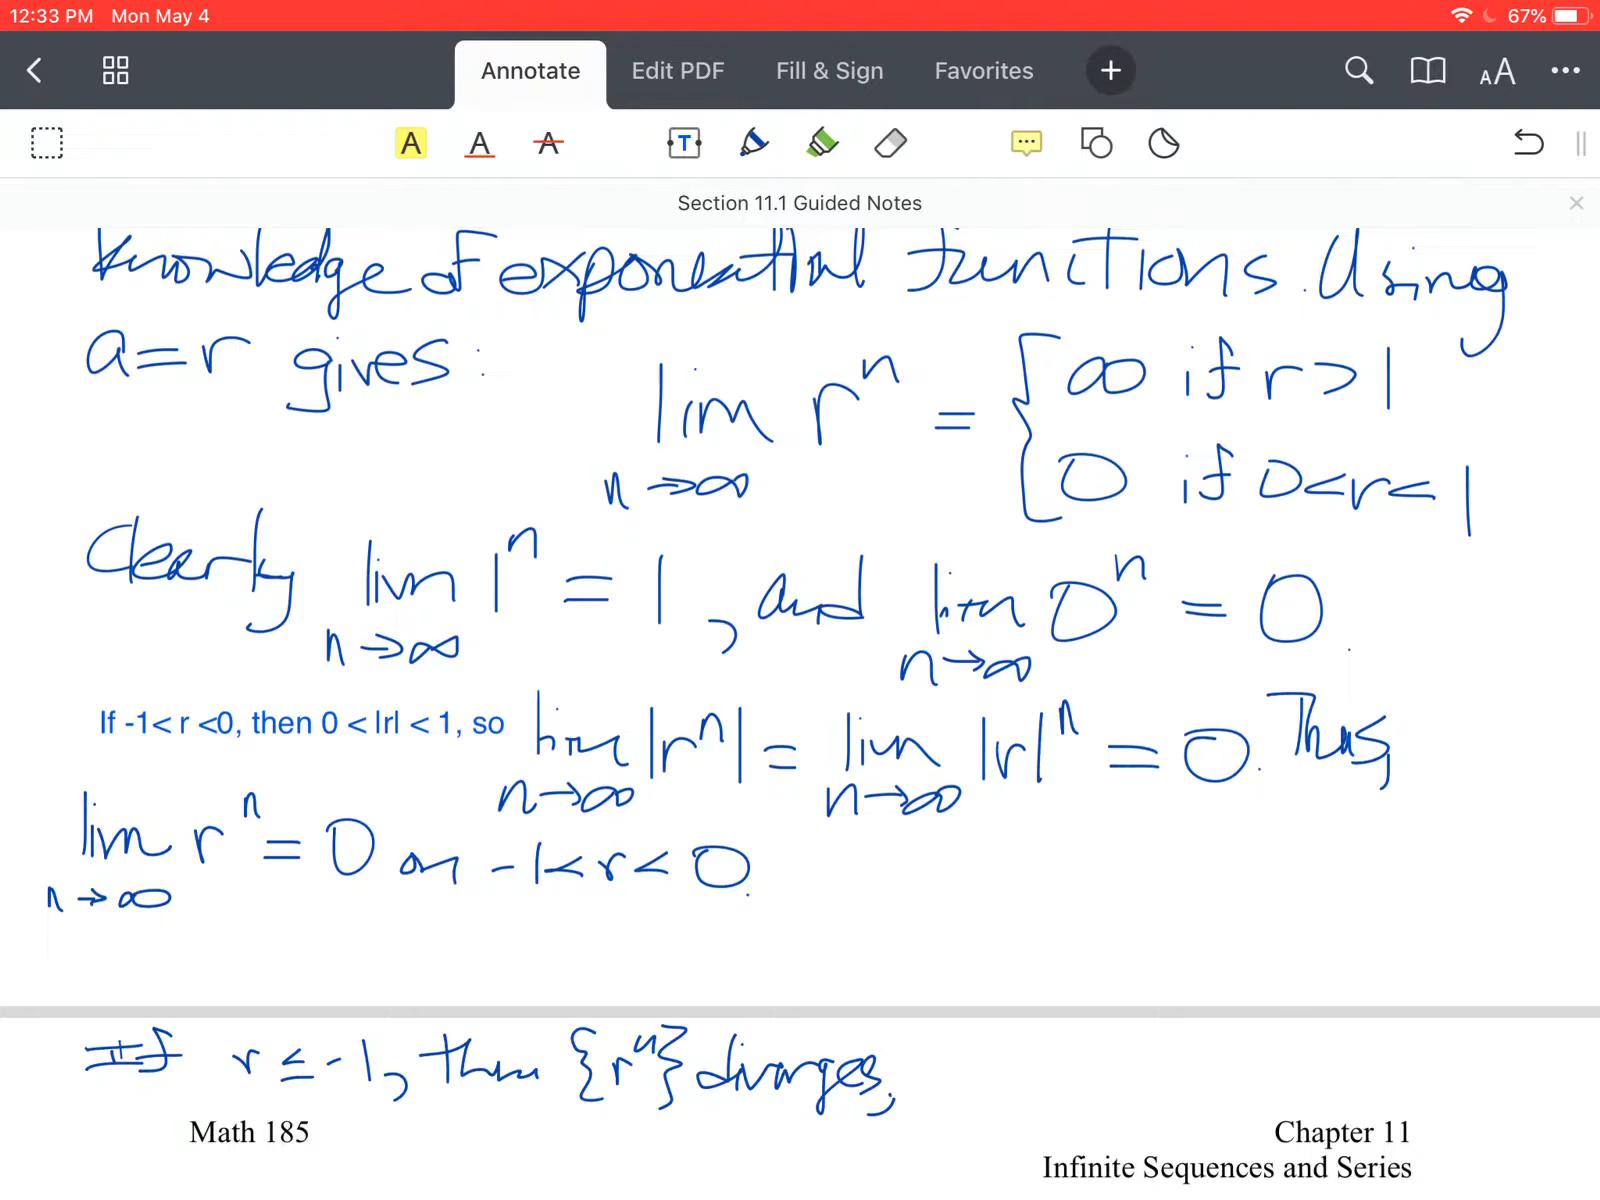 12:33 PM Mon May 4 67%
Annotate Edit PDF Fill & Sign Favorites
A A A T AA
Section 11.1 Guided Notes
knowledge of exponential functions. Using
a=r gives:
lim n→∞ r^n = { ∞ if r>1
0 if 0<r<1
Clearly lim n→∞ 1^n = 1, and lim n→∞ 0^n = 0.
If -1< r <0, then 0 < |r| < 1, so lim n→∞ |r^n| = lim n→∞ |r|^n = 0. Thus,
lim n→∞ r^n = 0 on -1<r<0.
If r ≤ -1, then {r^n} diverges,
Math 185
Chapter 11
Infinite Sequences and Series